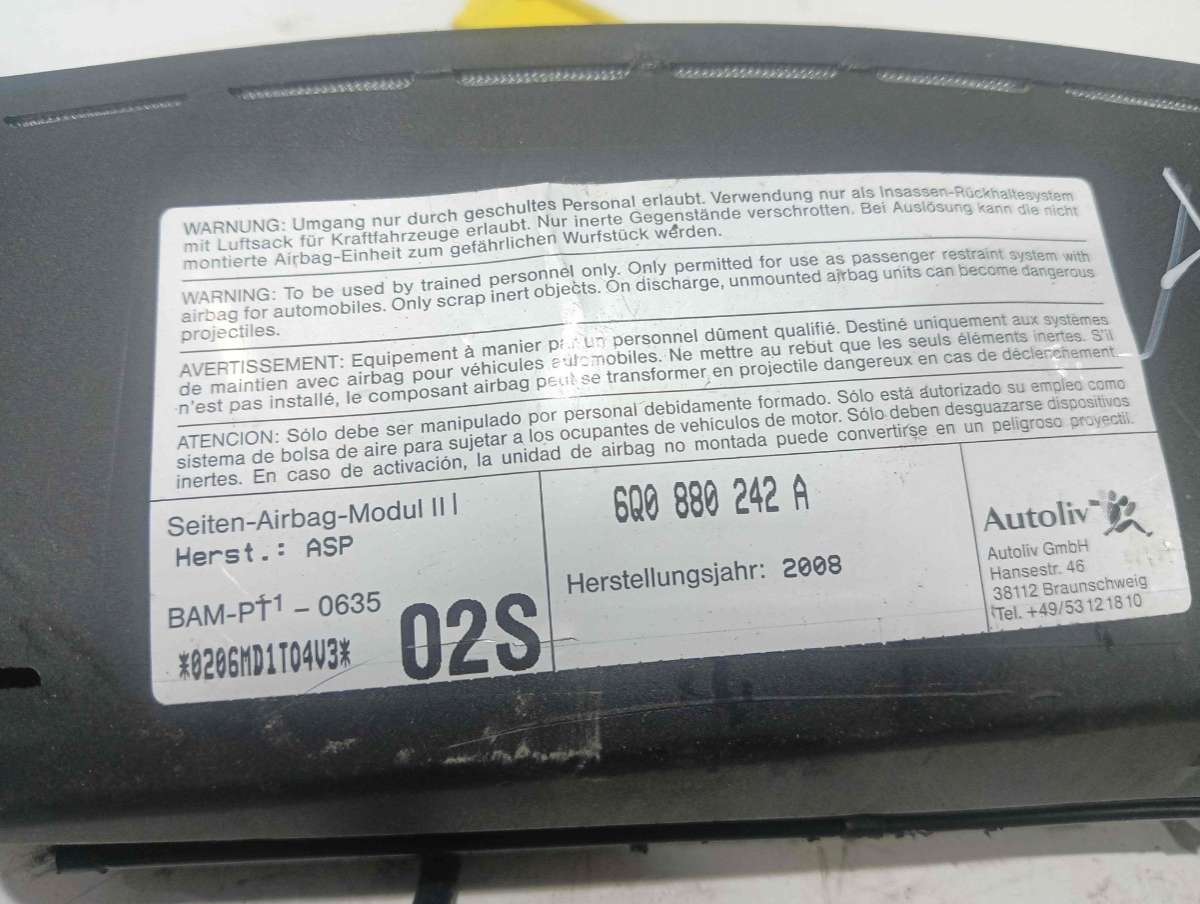 WARNUNG: Umgang nur durch geschultes Personal erlaubt. Verwendung nur als Insassen-Rückhaltesystem
mit Luftsack für Kraftfahrzeuge erlaubt. Nur inerte Gegenstände verschrotten. Bei Auslösung kann die nicht
montierte Airbag-Einheit zum gefährlichen Wurfstück werden.
WARNING: To be used by trained personnel only. Only permitted for use as passenger restraint system with
airbag for automobiles. Only scrap inert objects. On discharge, unmounted airbag units can become dangerous
projectiles.
AVERTISSEMENT: Equipement à manier par un personnel dûment qualifié. Destiné uniquement aux systèmes
de maintien avec airbag pour véhicules automobiles. Ne mettre au rebut que les seuls éléments inertes. S'il
n'est pas installé, le composant airbag peut se transformer en projectile dangereux en cas de déclenchement.
ATENCION: Sólo debe ser manipulado por personal debidamente formado. Sólo está autorizado su empleo como
sistema de bolsa de aire para sujetar a los ocupantes de vehículos de motor. Sólo deben desguazarse dispositivos
inertes. En caso de activación, la unidad de airbag no montada puede convertirse en un peligroso proyectil.
Seiten-Airbag-Modul II|
Herst.: ASP
BAM-PT¹ – 0635
*0206MD1T04V3*
02S
6Q0 880 242 A
Herstellungsjahr: 2008
Autoliv
Autoliv GmbH
Hansestr. 46
38112 Braunschweig
Tel. +49/53121810